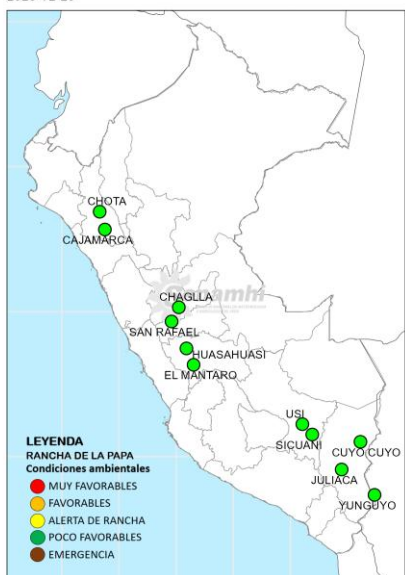 CHOTA
CAJAMARCA
Senamhi
CHAGLLA
SAN RAFAEL
HUASAHUASI
EL MANTARO
USI
SICUANI
CUYO CUYO
JULIACA
YUNGUYO
LEYENDA
RANCHA DE LA PAPA
Condiciones ambientales
MUY FAVORABLES
FAVORABLES
ALERTA DE RANCHA
POCO FAVORABLES
EMERGENCIA